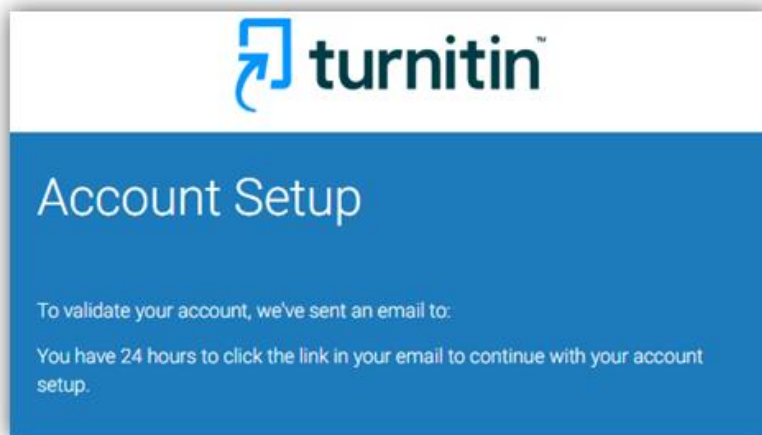 turnitin™
Account Setup
To validate your account, we've sent an email to:
You have 24 hours to click the link in your email to continue with your account
setup.